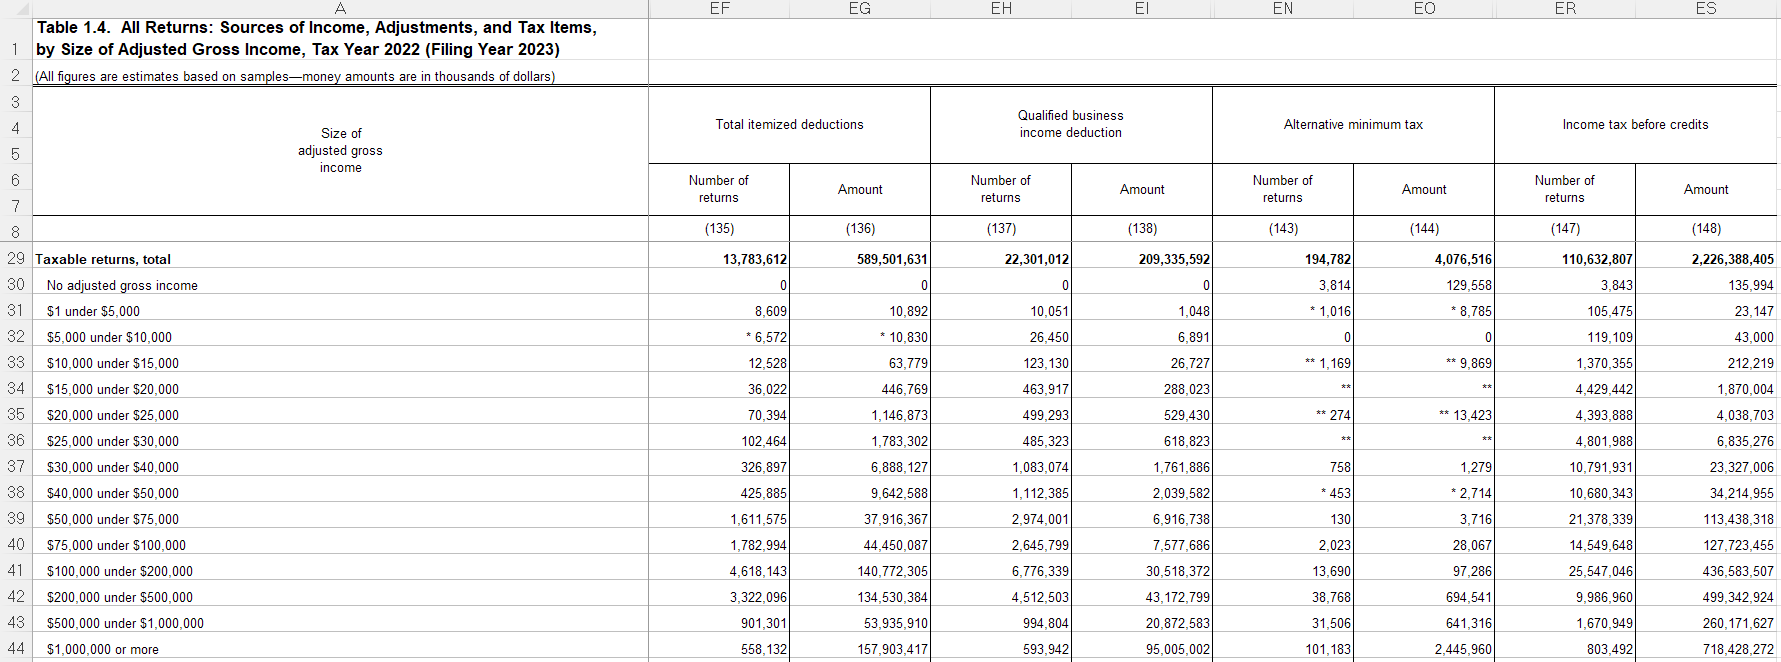 A EF EG EH EI EN EO ER ES
Table 1.4. All Returns: Sources of Income, Adjustments, and Tax Items,
1 by Size of Adjusted Gross Income, Tax Year 2022 (Filing Year 2023)
2 (All figures are estimates based on samples—money amounts are in thousands of dollars)
3
4
5
6
7
8
Size of
adjusted gross
income
Total itemized deductions
Qualified business
income deduction
Alternative minimum tax
Income tax before credits
Number of
returns
Amount
Number of
returns
Amount
Number of
returns
Amount
Number of
returns
Amount
(135) (136) (137) (138) (143) (144) (147) (148)
29 Taxable returns, total 13,783,612 589,501,631 22,301,012 209,335,592 194,782 4,076,516 110,632,807 2,226,388,405
30 No adjusted gross income 0 0 0 0 3,814 129,558 3,843 135,994
31 $1 under $5,000 8,609 10,892 10,051 1,048 * 1,016 * 8,785 105,475 23,147
32 $5,000 under $10,000 * 6,572 * 10,830 26,450 6,891 0 0 119,109 43,000
33 $10,000 under $15,000 12,528 63,779 123,130 26,727 ** 1,169 ** 9,869 1,370,355 212,219
34 $15,000 under $20,000 36,022 446,769 463,917 288,023 ** ** 4,429,442 1,870,004
35 $20,000 under $25,000 70,394 1,146,873 499,293 529,430 ** 274 ** 13,423 4,393,888 4,038,703
36 $25,000 under $30,000 102,464 1,783,302 485,323 618,823 ** ** 4,801,988 6,835,276
37 $30,000 under $40,000 326,897 6,888,127 1,083,074 1,761,886 758 1,279 10,791,931 23,327,006
38 $40,000 under $50,000 425,885 9,642,588 1,112,385 2,039,582 * 453 * 2,714 10,680,343 34,214,955
39 $50,000 under $75,000 1,611,575 37,916,367 2,974,001 6,916,738 130 3,716 21,378,339 113,438,318
40 $75,000 under $100,000 1,782,994 44,450,087 2,645,799 7,577,686 2,023 28,067 14,549,648 127,723,455
41 $100,000 under $200,000 4,618,143 140,772,305 6,776,339 30,518,372 13,690 97,286 25,547,046 436,583,507
42 $200,000 under $500,000 3,322,096 134,530,384 4,512,503 43,172,799 38,768 694,541 9,986,960 499,342,924
43 $500,000 under $1,000,000 901,301 53,935,910 994,804 20,872,583 31,506 641,316 1,670,949 260,171,627
44 $1,000,000 or more 558,132 157,903,417 593,942 95,005,002 101,183 2,445,960 803,492 718,428,272